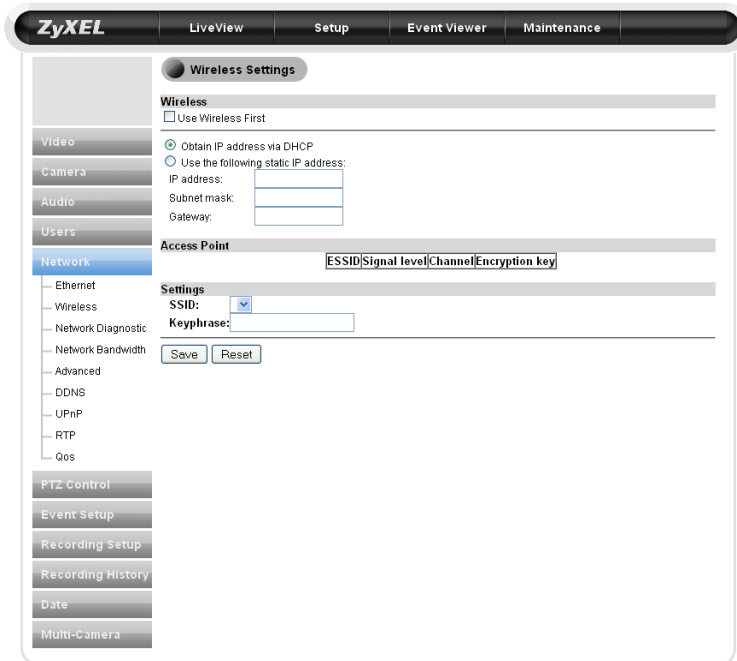 ZyXEL
LiveView Setup Event Viewer Maintenance
Wireless Settings
Wireless
Use Wireless First
Obtain IP address via DHCP
Use the following static IP address:
IP address:
Subnet mask:
Gateway:
Access Point
ESSID Signal level Channel Encryption key
Settings
SSID:
Keyphrase:
Save Reset
Video
Camera
Audio
Users
Network
Ethernet
Wireless
Network Diagnostic
Network Bandwidth
Advanced
DDNS
UPnP
RTP
Qos
PTZ Control
Event Setup
Recording Setup
Recording History
Date
Multi-Camera